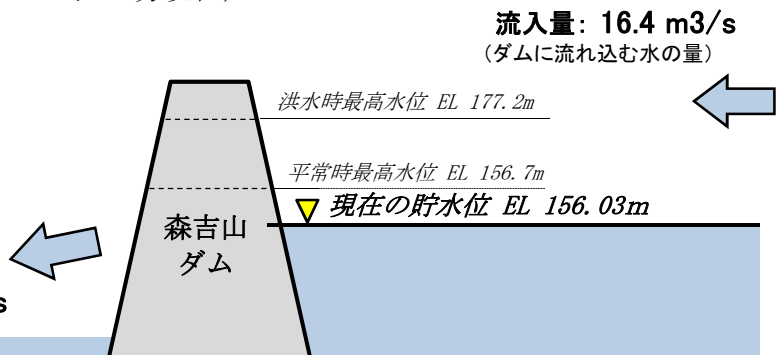 流入量: 16.4 m3/s
（ダムに流れ込む水の量）
洪水時最高水位 EL 177.2m
平常時最高水位 EL 156.7m
現在の貯水位 EL 156.03m
森吉山
ダム
s